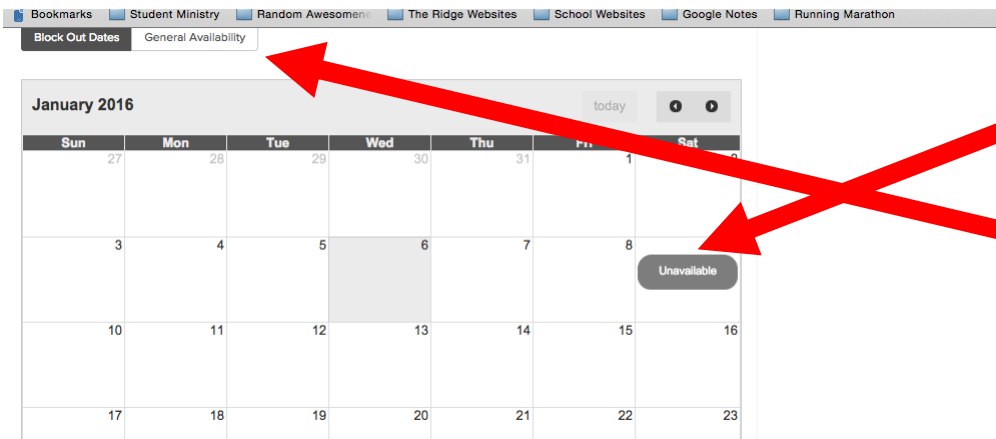 Bookmarks Student Ministry Random Awesomene The Ridge Websites School Websites Google Notes Running Marathon
Block Out Dates General Availability
January 2016 today
Sun Mon Tue Wed Thu Fri Sat
27 28 29 30 31 1 2
3 4 5 6 7 8
Unavailable
10 11 12 13 14 15 16
17 18 19 20 21 22 23